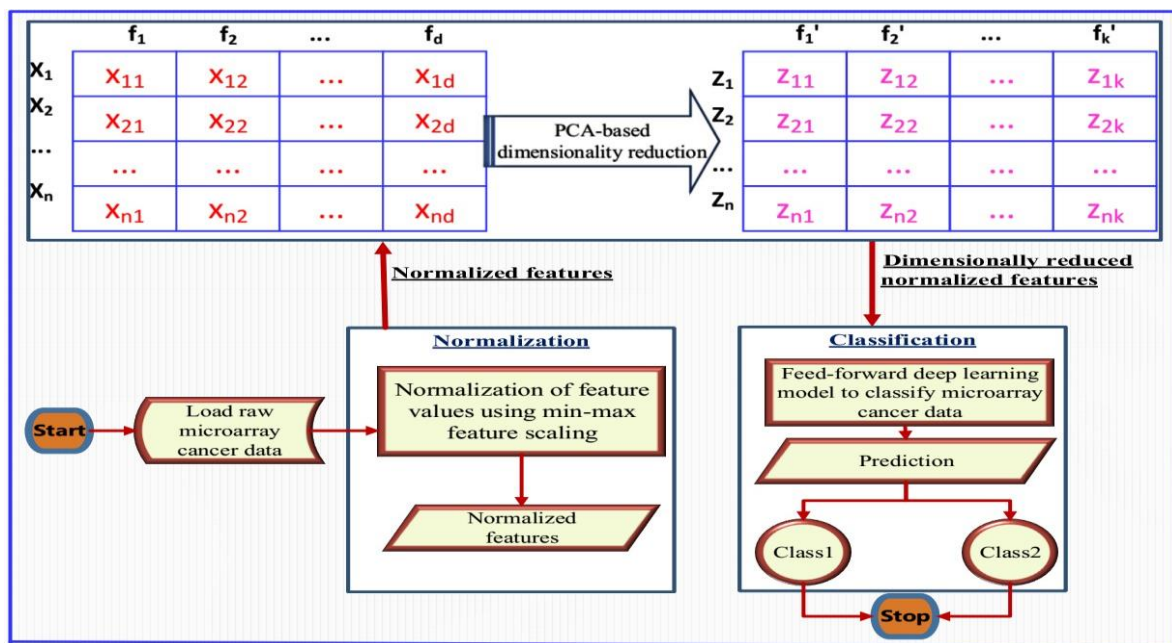 f1 f2 ... fd
X1 X11 X12 ... X1d
X2 X21 X22 ... X2d
... ... ... ... ...
Xn Xn1 Xn2 ... Xnd
PCA-based
dimensionality reduction
f1' f2' ... fk'
Z1 Z11 Z12 ... Z1k
Z2 Z21 Z22 ... Z2k
... ... ... ... ...
Zn Zn1 Zn2 ... Znk
Normalized features
Dimensionally reduced
normalized features
Start
Load raw
microarray
cancer data
Normalization
Normalization of feature
values using min-max
feature scaling
Normalized
features
Classification
Feed-forward deep learning
model to classify microarray
cancer data
Prediction
Class1
Class2
Stop